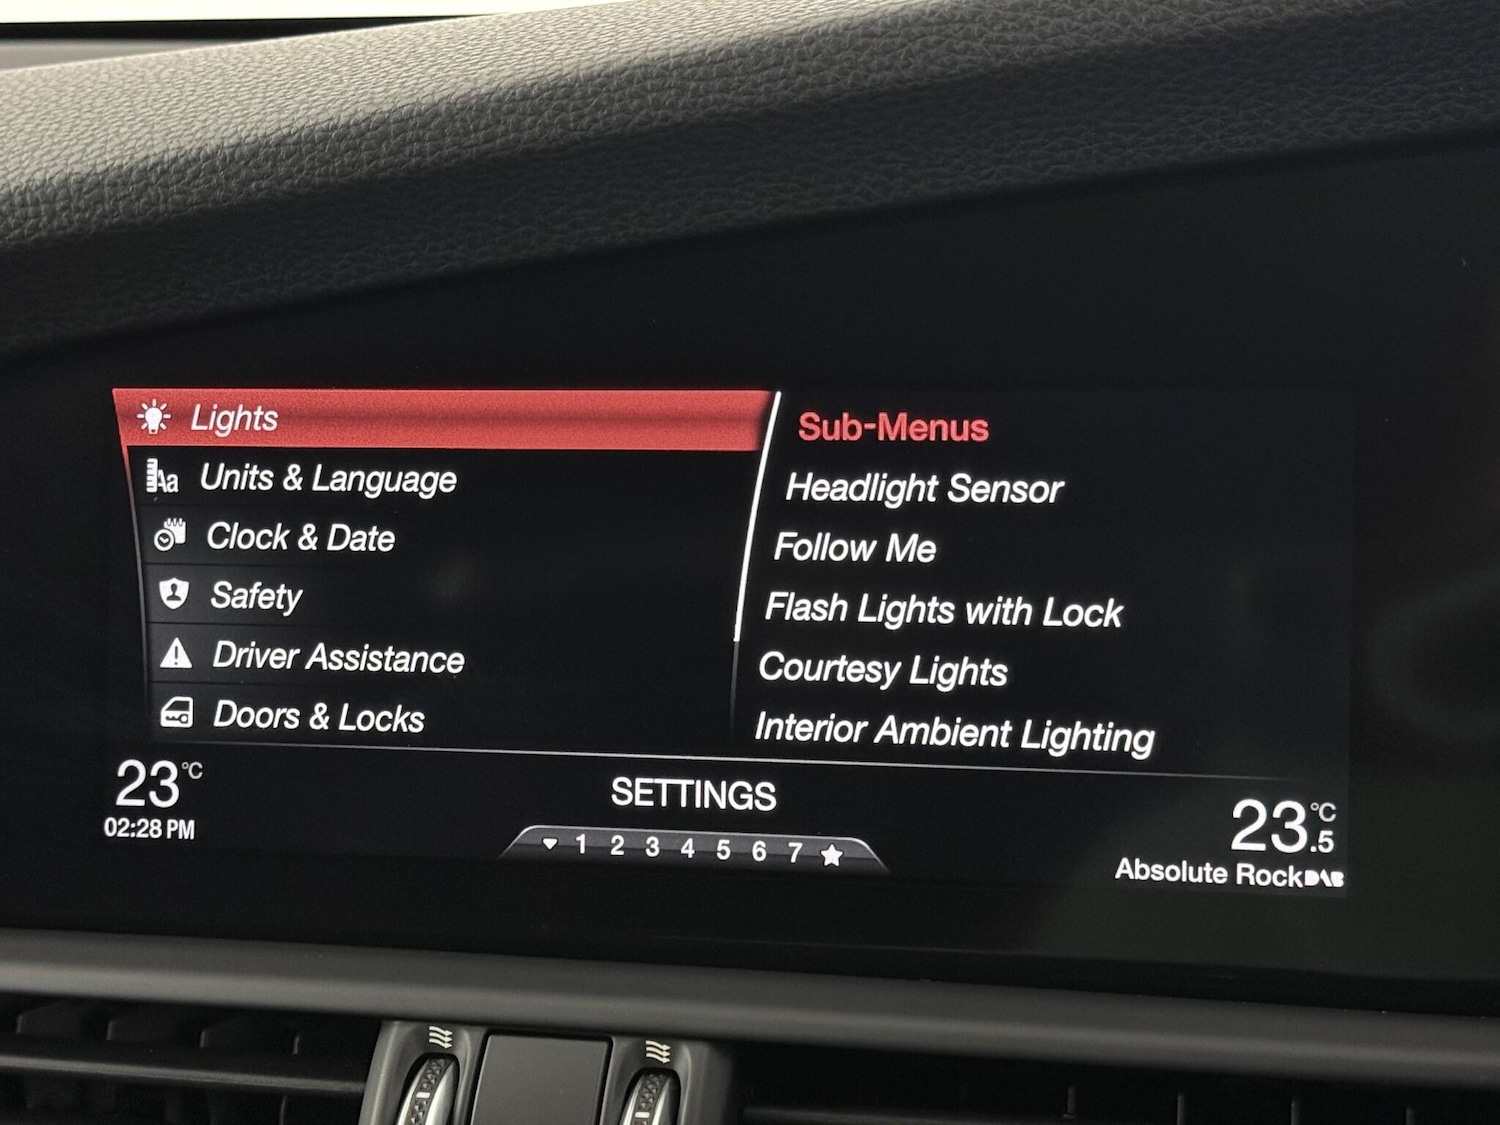 Lights
Units & Language
Clock & Date
Safety
Driver Assistance
Doors & Locks
Sub-Menus
Headlight Sensor
Follow Me
Flash Lights with Lock
Courtesy Lights
Interior Ambient Lighting
23°C
02:28 PM
SETTINGS
1 2 3 4 5 6 7
23.5°C
Absolute Rock DAB